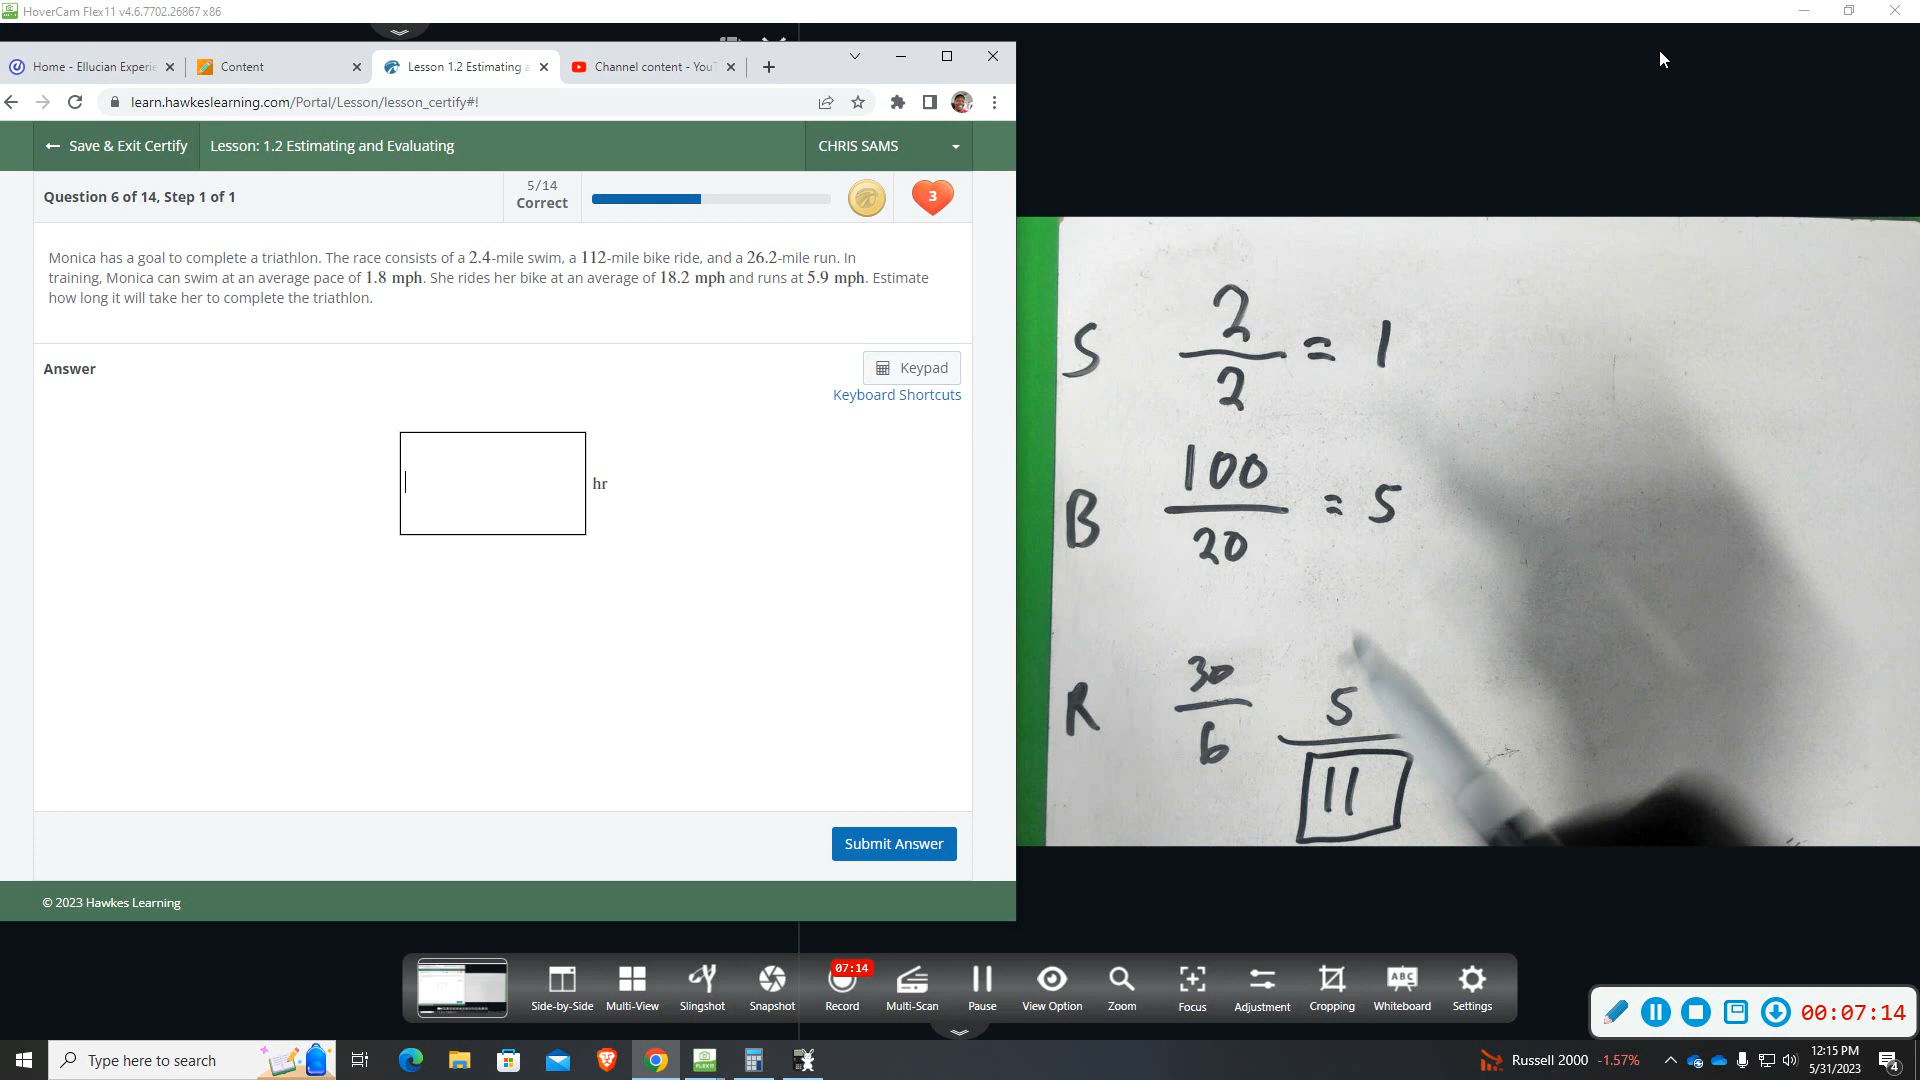 HoverCam Flex11 v4.6.7702.26867 x86
Home - Ellucian Experie
Content
Lesson 1.2 Estimating a
Channel content - YouT
learn.hawkeslearning.com/Portal/Lesson/lesson_certify#!
← Save & Exit Certify
Lesson: 1.2 Estimating and Evaluating
CHRIS SAMS
Question 6 of 14, Step 1 of 1
5/14
Correct
3
Monica has a goal to complete a triathlon. The race consists of a 2.4-mile swim, a 112-mile bike ride, and a 26.2-mile run. In
training, Monica can swim at an average pace of 1.8 mph. She rides her bike at an average of 18.2 mph and runs at 5.9 mph. Estimate
how long it will take her to complete the triathlon.
Answer
Keypad
Keyboard Shortcuts
hr
Submit Answer
© 2023 Hawkes Learning
S 2/2 = 1
B 100/20 = 5
R 30/6 5
11
07:14
Side-by-Side
Multi-View
Slingshot
Snapshot
Record
Multi-Scan
Pause
View Option
Zoom
Focus
Adjustment
Cropping
ABC
Whiteboard
Settings
00:07:14
Type here to search
FLEX11
Russell 2000 -1.57%
12:15 PM
5/31/2023
4